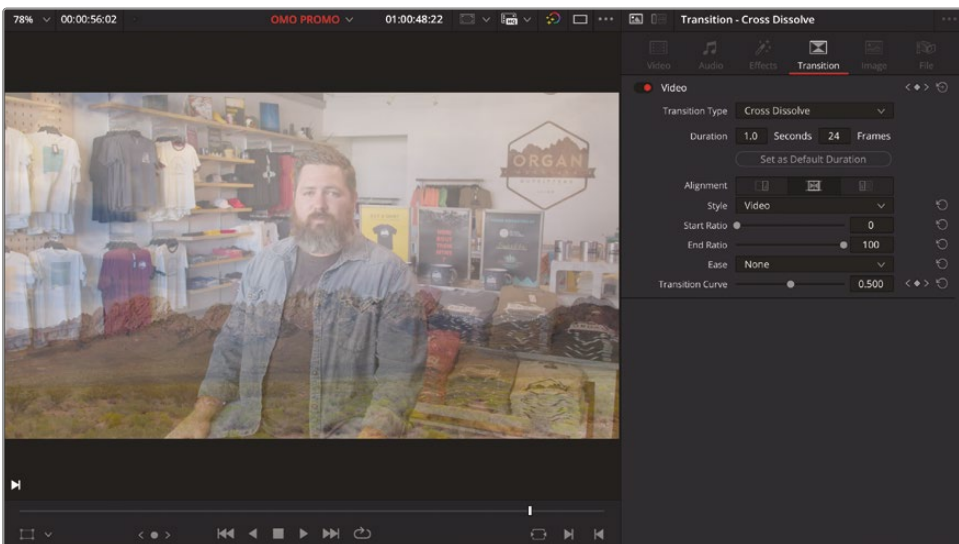 78% 00:00:56:02 OMO PROMO 01:00:48:22 Transition - Cross Dissolve
Video Audio Effects Transition Image File
Video
Transition Type Cross Dissolve
Duration 1.0 Seconds 24 Frames
Set as Default Duration
Alignment
Style Video
Start Ratio 0
End Ratio 100
Ease None
Transition Curve 0.500
ORGAN